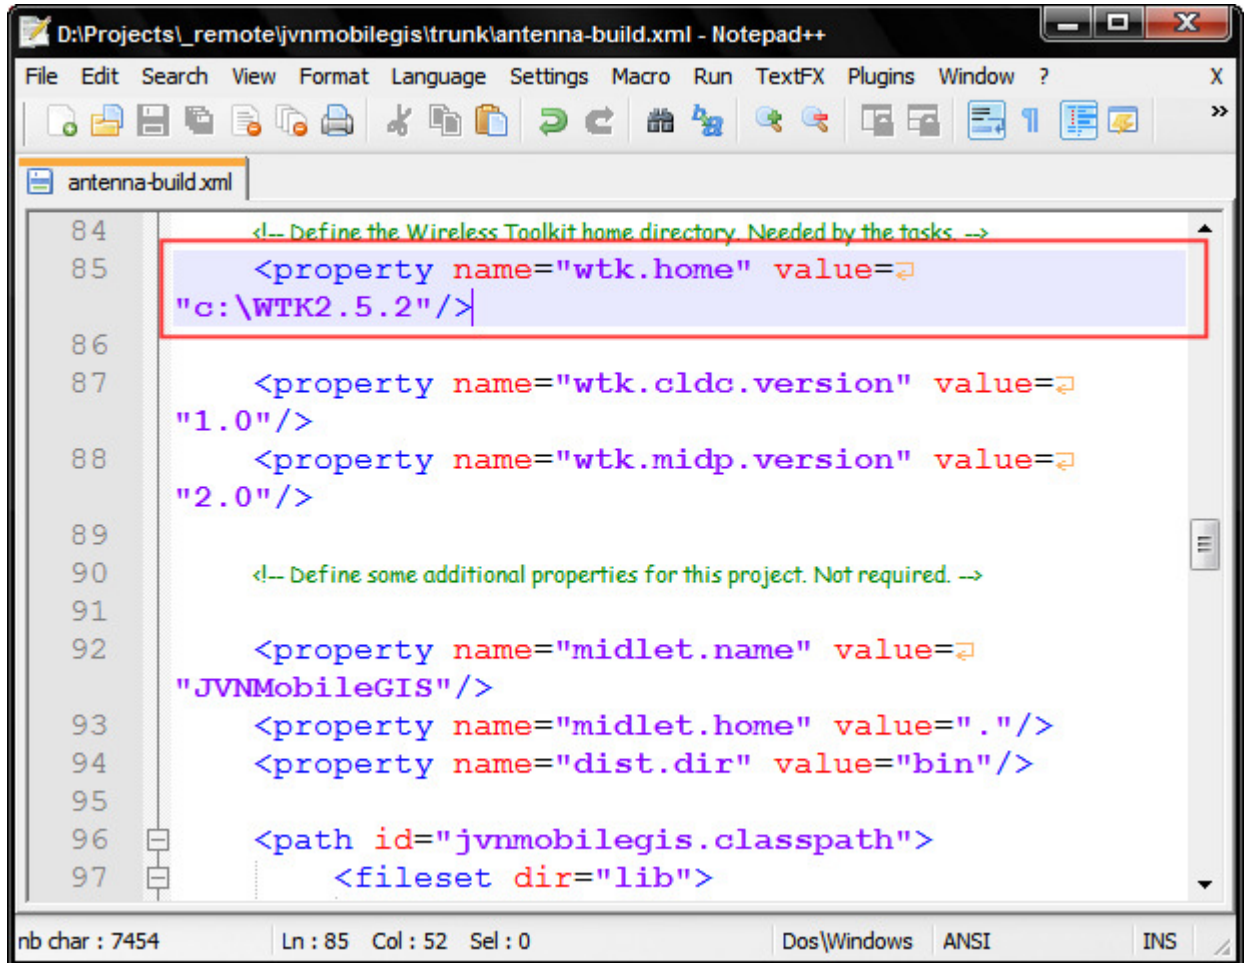 D:\Projects\_remote\jvnmobilegis\trunk\antenna-build.xml - Notepad++
File Edit Search View Format Language Settings Macro Run TextFX Plugins Window ? X
antenna-build.xml
84 <!-- Define the Wireless Toolkit home directory. Needed by the tasks. -->
85 <property name="wtk.home" value=
"c:\WTK2.5.2"/>
86
87 <property name="wtk.cldc.version" value=
"1.0"/>
88 <property name="wtk.midp.version" value=
"2.0"/>
89
90 <!-- Define some additional properties for this project. Not required. -->
91
92 <property name="midlet.name" value=
"JVNMobileGIS"/>
93 <property name="midlet.home" value="."/>
94 <property name="dist.dir" value="bin"/>
95
96 <path id="jvnmobilegis.classpath">
97 <fileset dir="lib">
nb char : 7454 Ln : 85 Col : 52 Sel : 0 Dos\Windows ANSI INS